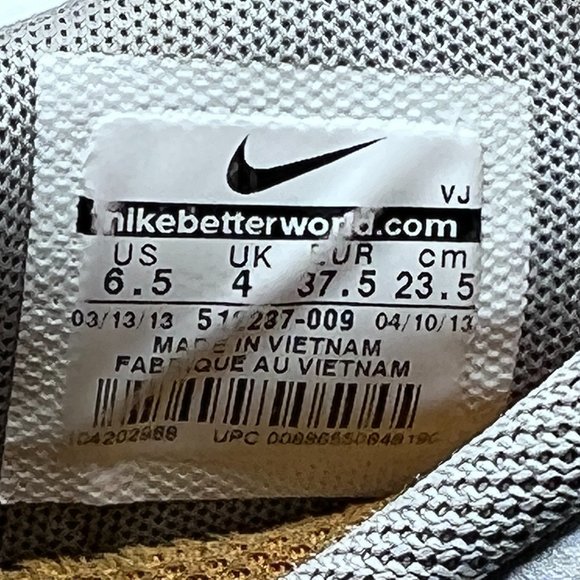 VJ
nikebetterworld.com
US UK EUR cm
6.5 4 37.5 23.5
03/13/13 512237-009 04/10/13
MADE IN VIETNAM
FABRIQUE AU VIETNAM
UPC